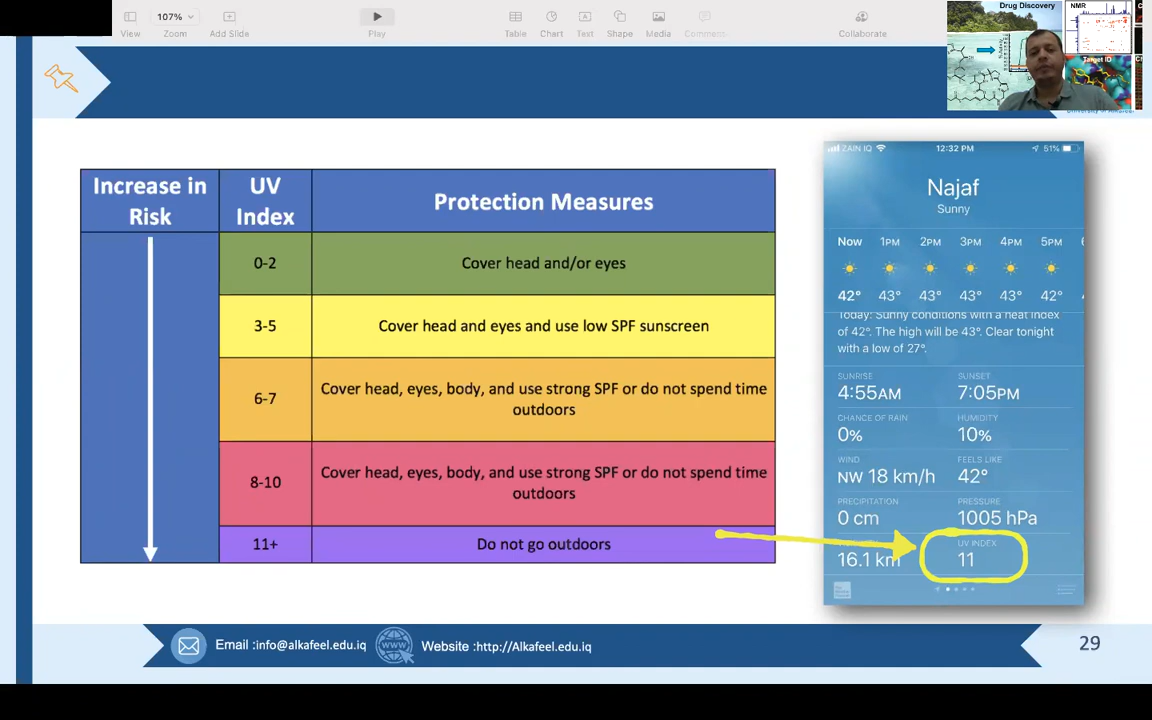 107%
View
Zoom
Add Slide
Play
Table
Chart
Text
Shape
Media
Comment
Collaborate
Drug Discovery
NMR
Target ID
University of Alkafeel
Increase in
Risk
UV
Index
Protection Measures
0-2
Cover head and/or eyes
3-5
Cover head and eyes and use low SPF sunscreen
6-7
Cover head, eyes, body, and use strong SPF or do not spend time
outdoors
8-10
Cover head, eyes, body, and use strong SPF or do not spend time
outdoors
11+
Do not go outdoors
ZAIN IQ
12:32 PM
51%
Najaf
Sunny
Now 1PM 2PM 3PM 4PM 5PM
42° 43° 43° 43° 43° 42°
Today: Sunny conditions with a heat index
of 42°. The high will be 43°. Clear tonight
with a low of 27°.
SUNRISE SUNSET
4:55AM 7:05PM
CHANCE OF RAIN HUMIDITY
0% 10%
WIND FEELS LIKE
NW 18 km/h 42°
PRECIPITATION PRESSURE
0 cm 1005 hPa
UV INDEX
16.1 km 11
Email :info@alkafeel.edu.iq
www
Website :http://Alkafeel.edu.iq
29